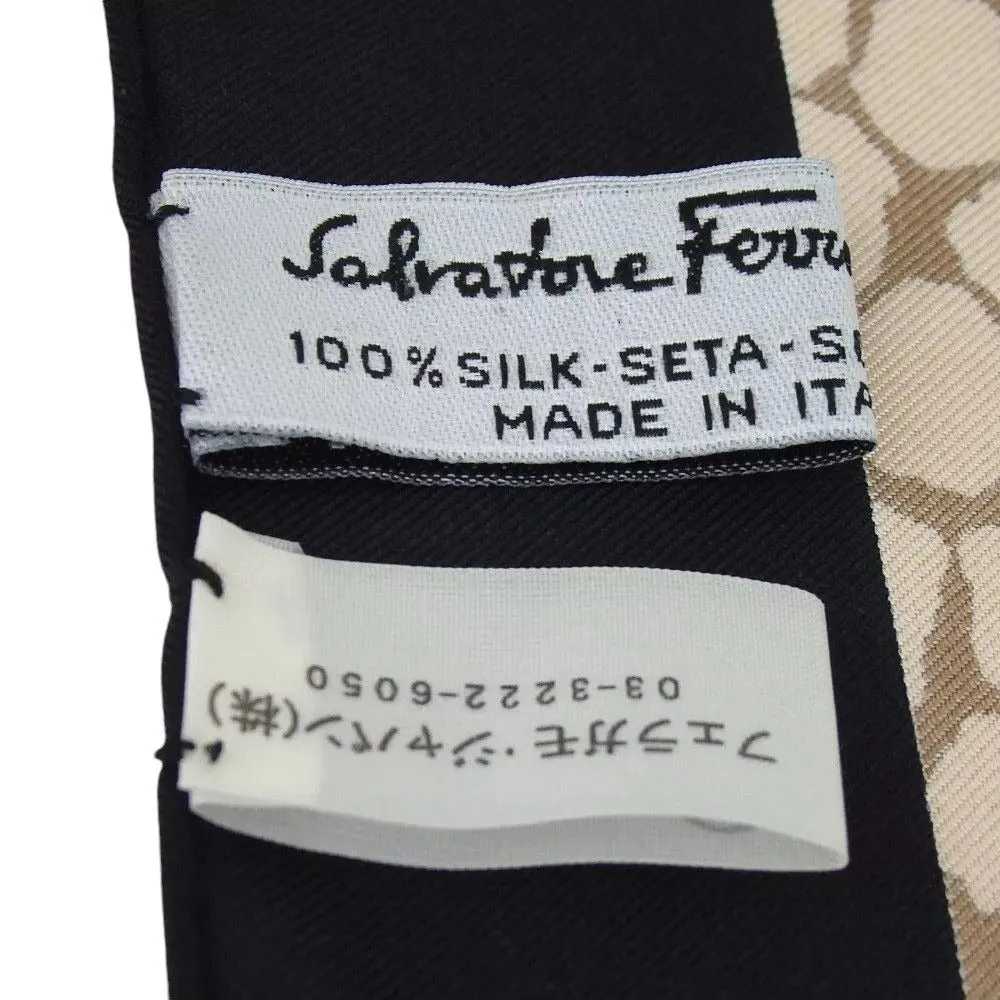 Salvatore Ferr
100% SILK-SETA-S
MADE IN ITA
フェラガモ・ジャパン(株)
03-3222-6050